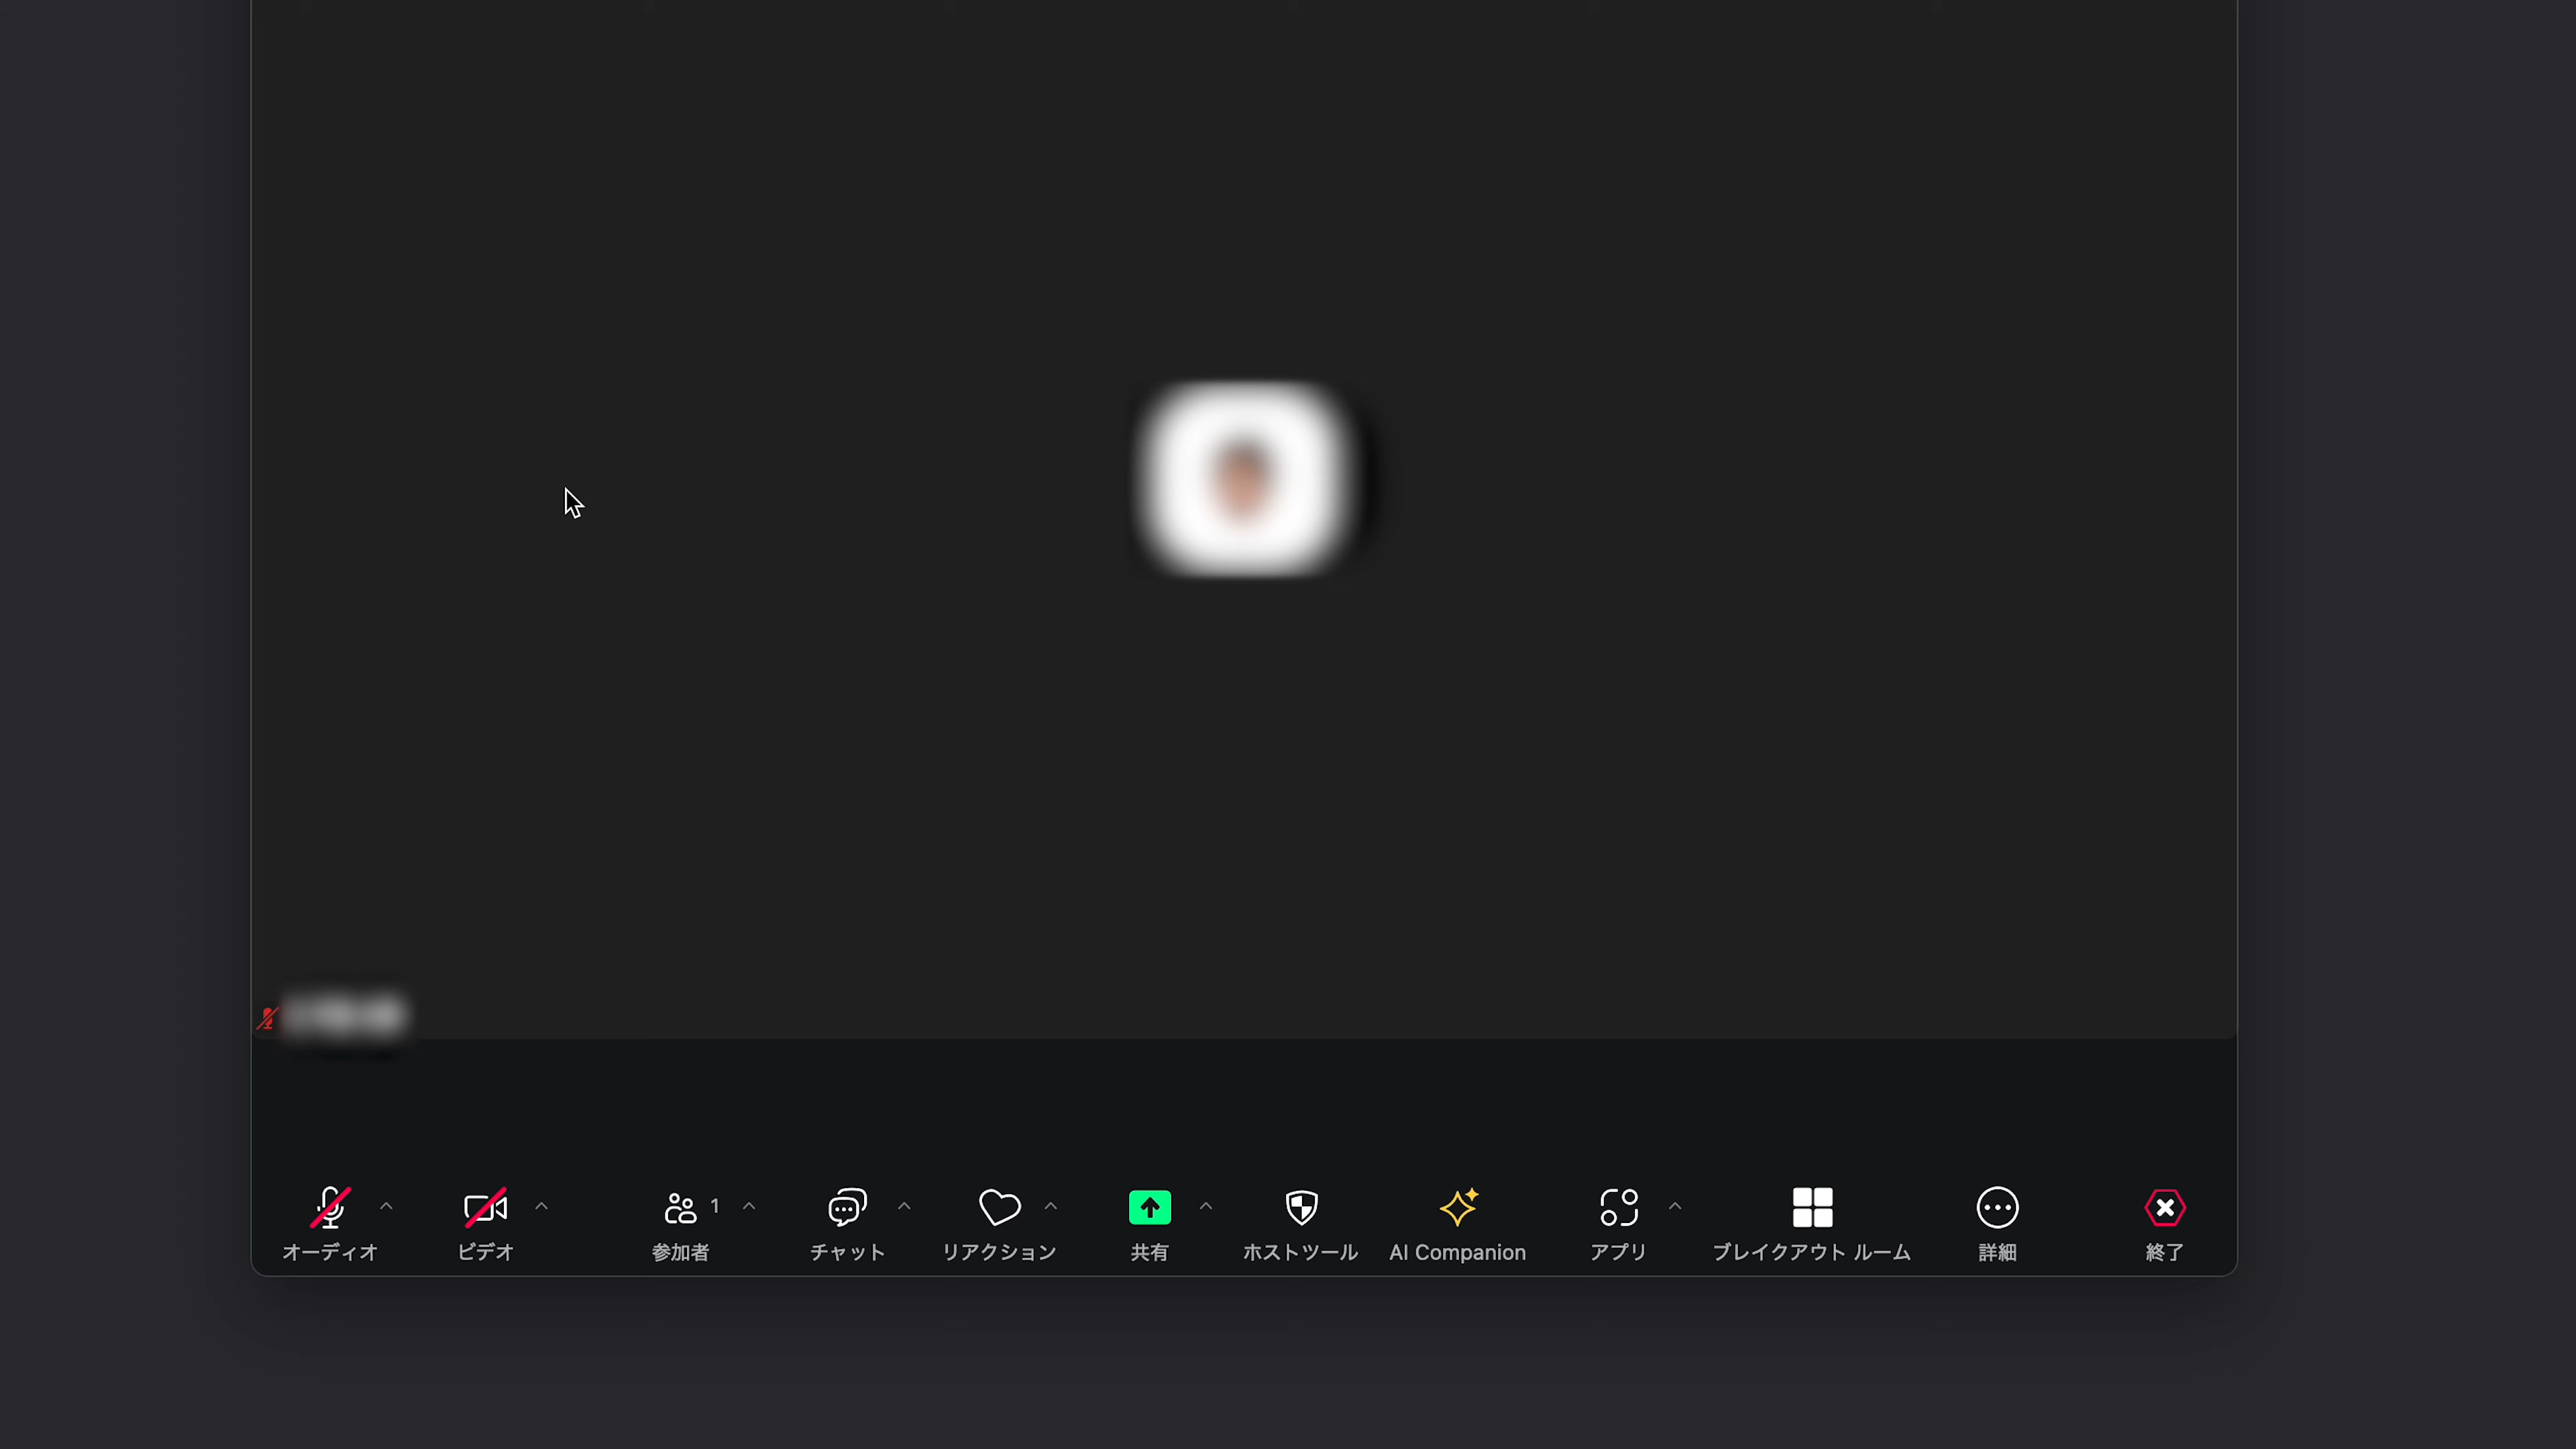 1
オーディオ
ビデオ
参加者
チャット
リアクション
共有
ホストツール
AI Companion
アプリ
ブレイクアウト ルーム
詳細
終了